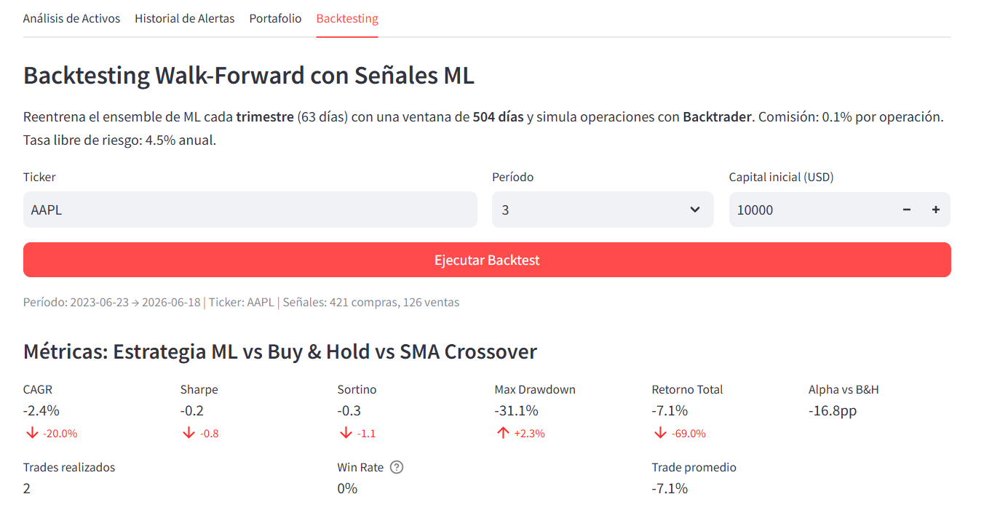 Análisis de Activos Historial de Alertas Portafolio Backtesting
Backtesting Walk-Forward con Señales ML
Reentrena el ensemble de ML cada trimestre (63 días) con una ventana de 504 días y simula operaciones con Backtrader. Comisión: 0.1% por operación.
Tasa libre de riesgo: 4.5% anual.
Ticker Período Capital inicial (USD)
AAPL 3 10000 − +
Ejecutar Backtest
Período: 2023-06-23 → 2026-06-18 | Ticker: AAPL | Señales: 421 compras, 126 ventas
Métricas: Estrategia ML vs Buy & Hold vs SMA Crossover
CAGR Sharpe Sortino Max Drawdown Retorno Total Alpha vs B&H
-2.4% -0.2 -0.3 -31.1% -7.1% -16.8pp
↓ -20.0% ↓ -0.8 ↓ -1.1 ↑ +2.3% ↓ -69.0%
Trades realizados Win Rate ? Trade promedio
2 0% -7.1%